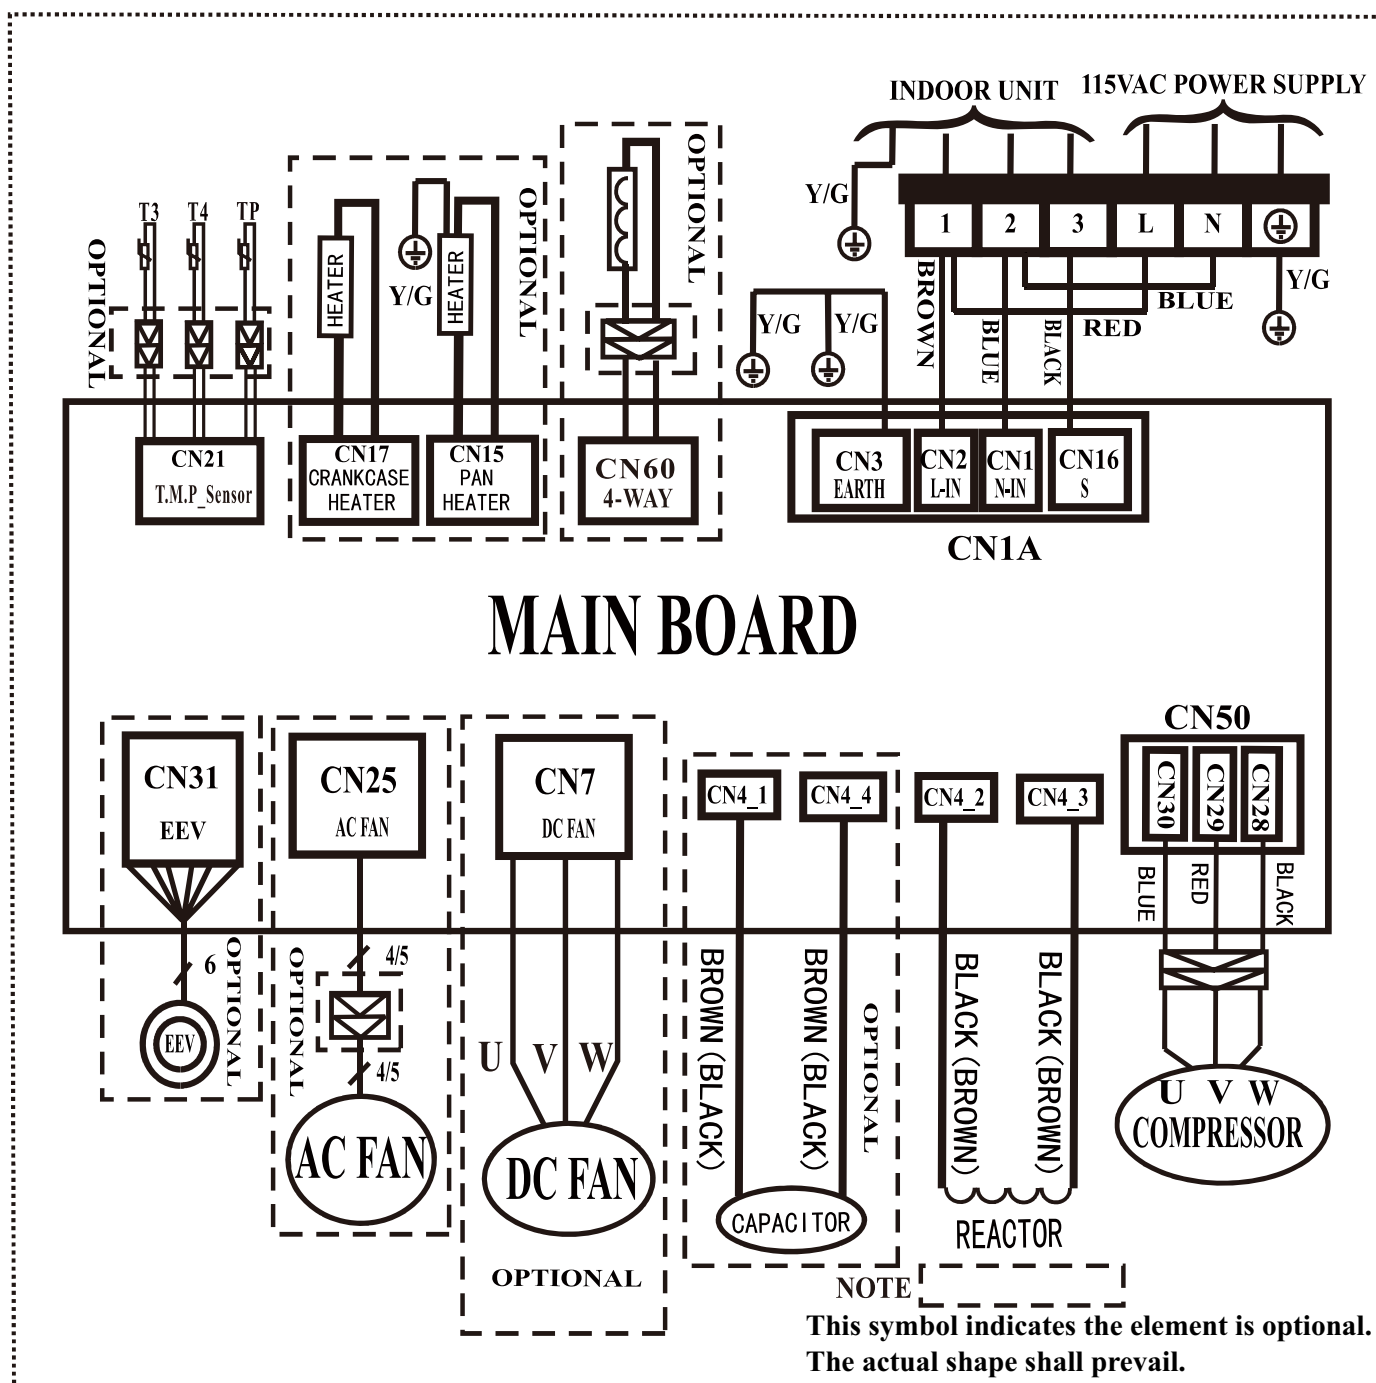 INDOOR UNIT
115VAC POWER SUPPLY
Y/G
1 2 3 L N
Y/G
BROWN
BLUE
BLACK
RED
BLUE
T3 T4 TP
OPTIONAL
HEATER
Y/G
HEATER
OPTIONAL
OPTIONAL
Y/G
Y/G
CN21
T.M.P_Sensor
CN17
CRANKCASE
HEATER
CN15
PAN
HEATER
CN60
4-WAY
CN3
EARTH
CN2
L-IN
CN1
N-IN
CN16
S
CN1A
MAIN BOARD
CN31
EEV
CN25
AC FAN
CN7
DC FAN
CN4_1
CN4_4
CN4_2
CN4_3
CN50
CN30
CN29
CN28
BLUE
RED
BLACK
6
EEV
OPTIONAL
4/5
OPTIONAL
4/5
AC FAN
U V W
DC FAN
OPTIONAL
BROWN(BLACK)
BROWN(BLACK)
OPTIONAL
CAPACITOR
BLACK(BROWN)
BLACK(BROWN)
REACTOR
U V W
COMPRESSOR
NOTE
This symbol indicates the element is optional.
The actual shape shall prevail.